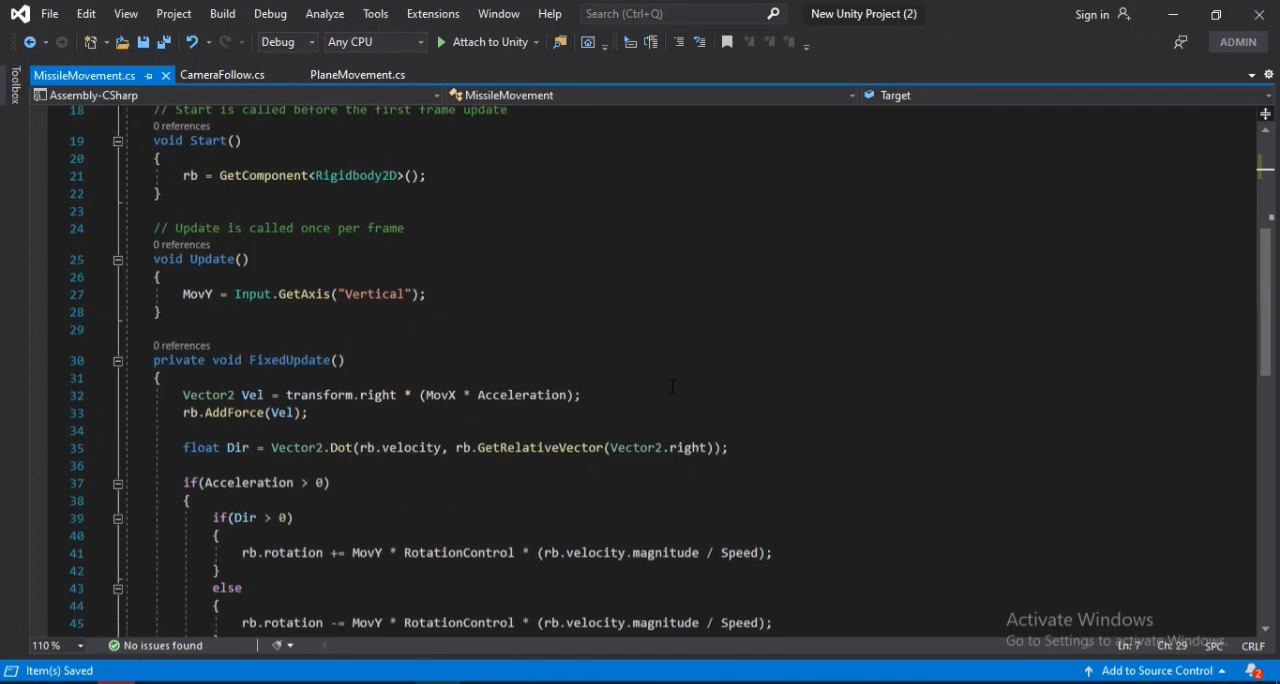 File Edit View Project Build Debug Analyze Tools Extensions Window Help Search (Ctrl+Q) New Unity Project (2) Sign in
Debug Any CPU Attach to Unity ADMIN
Toolbox
MissileMovement.cs CameraFollow.cs PlaneMovement.cs
Assembly-CSharp MissileMovement Target
18 // Start is called before the first frame update
0 references
19 void Start()
20 {
21 rb = GetComponent<Rigidbody2D>();
22 }
23
24 // Update is called once per frame
0 references
25 void Update()
26 {
27 MovY = Input.GetAxis("Vertical");
28 }
29
0 references
30 private void FixedUpdate()
31 {
32 Vector2 Vel = transform.right * (MovX * Acceleration);
33 rb.AddForce(Vel);
34
35 float Dir = Vector2.Dot(rb.velocity, rb.GetRelativeVector(Vector2.right));
36
37 if(Acceleration > 0)
38 {
39 if(Dir > 0)
40 {
41 rb.rotation += MovY * RotationControl * (rb.velocity.magnitude / Speed);
42 }
43 else
44 {
45 rb.rotation -= MovY * RotationControl * (rb.velocity.magnitude / Speed);
Activate Windows
Go to Settings to activate Windows.
110 % No issues found Ln: 7 Ch: 29 SPC CRLF
Item(s) Saved Add to Source Control 2